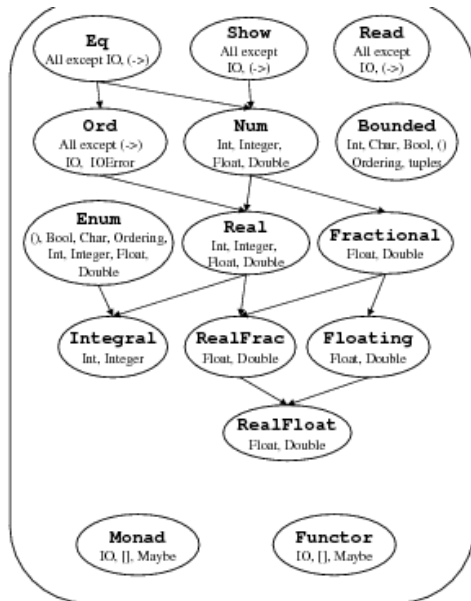 Eq
All except IO, (->)
Show
All except
IO, (->)
Read
All except
IO, (->)
Ord
All except (->)
IO, IOError
Num
Int, Integer,
Float, Double
Bounded
Int, Char, Bool, ()
Ordering, tuples
Enum
(), Bool, Char, Ordering,
Int, Integer, Float,
Double
Real
Int, Integer,
Float, Double
Fractional
Float, Double
Integral
Int, Integer
RealFrac
Float, Double
Floating
Float, Double
RealFloat
Float, Double
Monad
IO, [], Maybe
Functor
IO, [], Maybe